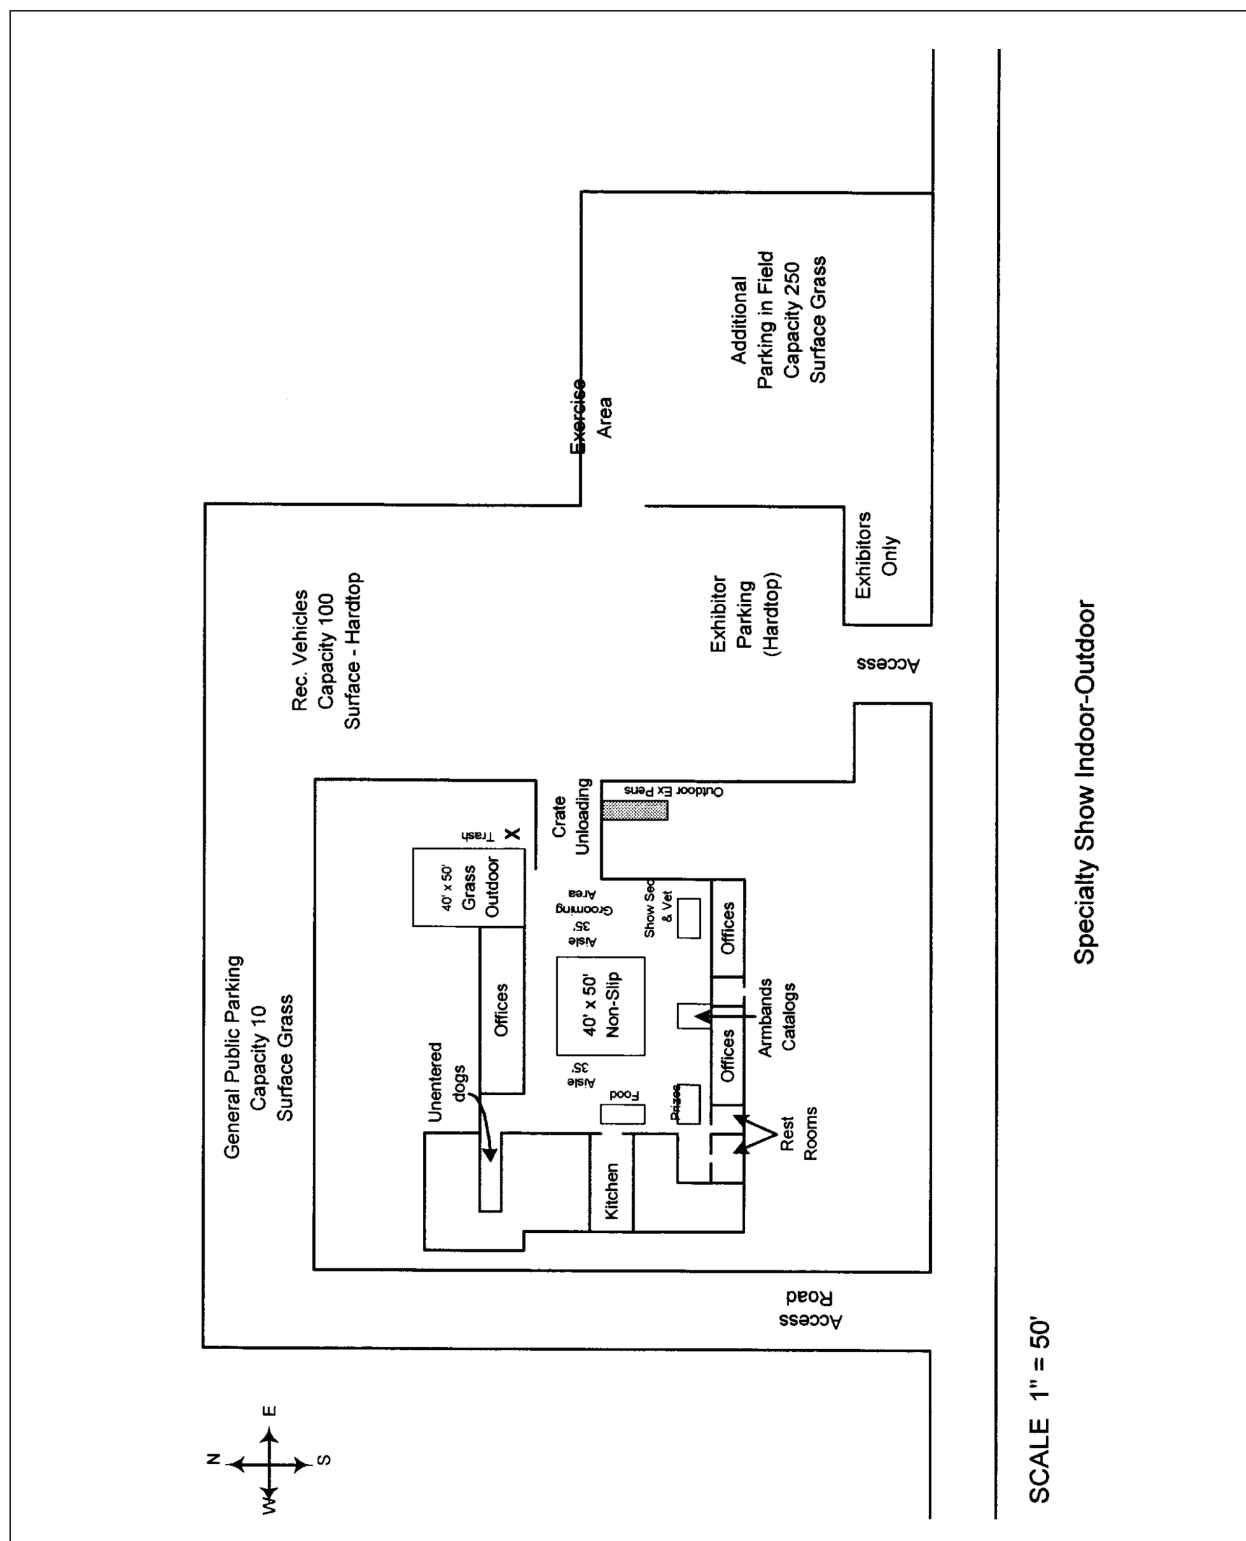 N
W
E
S
General Public Parking
Capacity 10
Surface Grass
Rec. Vehicles
Capacity 100
Surface - Hardtop
Exercise
Area
Additional
Parking in Field
Capacity 250
Surface Grass
Exhibitor
Parking
(Hardtop)
Exhibitors
Only
Access
Unentered
dogs
Offices
40' x 50'
Grass
Outdoor
Trash
X
Crate
Unloading
Outdoor Ex Pens
Kitchen
Food
Aisle
35'
40' x 50'
Non-Slip
Aisle
35'
Grooming
Area
Prizes
Show Sec
& Vet
Offices
Offices
Rest
Rooms
Armbands
Catalogs
Access
Road
SCALE 1" = 50'
Specialty Show Indoor-Outdoor